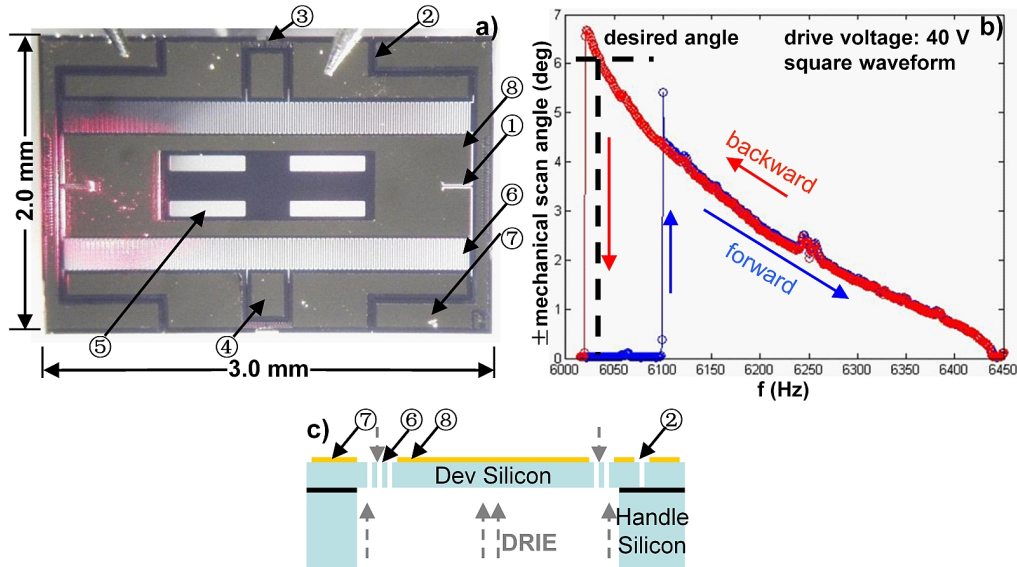 a)
③
②
⑧
①
⑥
⑦
⑤
④
2.0 mm
3.0 mm
b)
desired angle
drive voltage: 40 V
square waveform
backward
forward
±mechanical scan angle (deg)
7
6
5
4
3
2
1
0
6000
6050
6100
6150
6200
6250
6300
6350
6400
6450
f (Hz)
c)
⑦
⑥
⑧
②
Dev Silicon
DRIE
Handle
Silicon